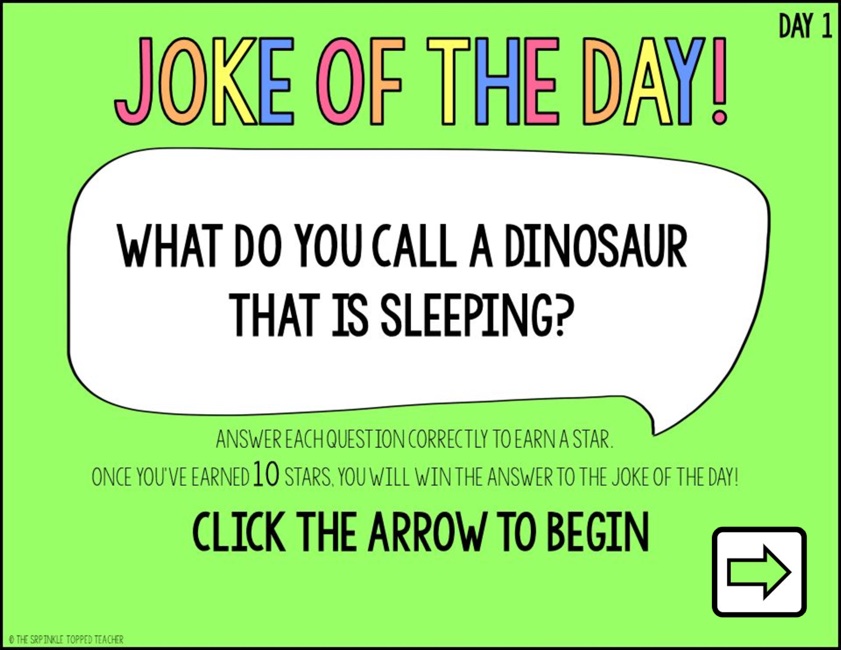 DAY 1
JOKE OF THE DAY!
WHAT DO YOU CALL A DINOSAUR
THAT IS SLEEPING?
ANSWER EACH QUESTION CORRECTLY TO EARN A STAR.
ONCE YOU'VE EARNED 10 STARS, YOU WILL WIN THE ANSWER TO THE JOKE OF THE DAY!
CLICK THE ARROW TO BEGIN
© THE SRPINKLE TOPPED TEACHER